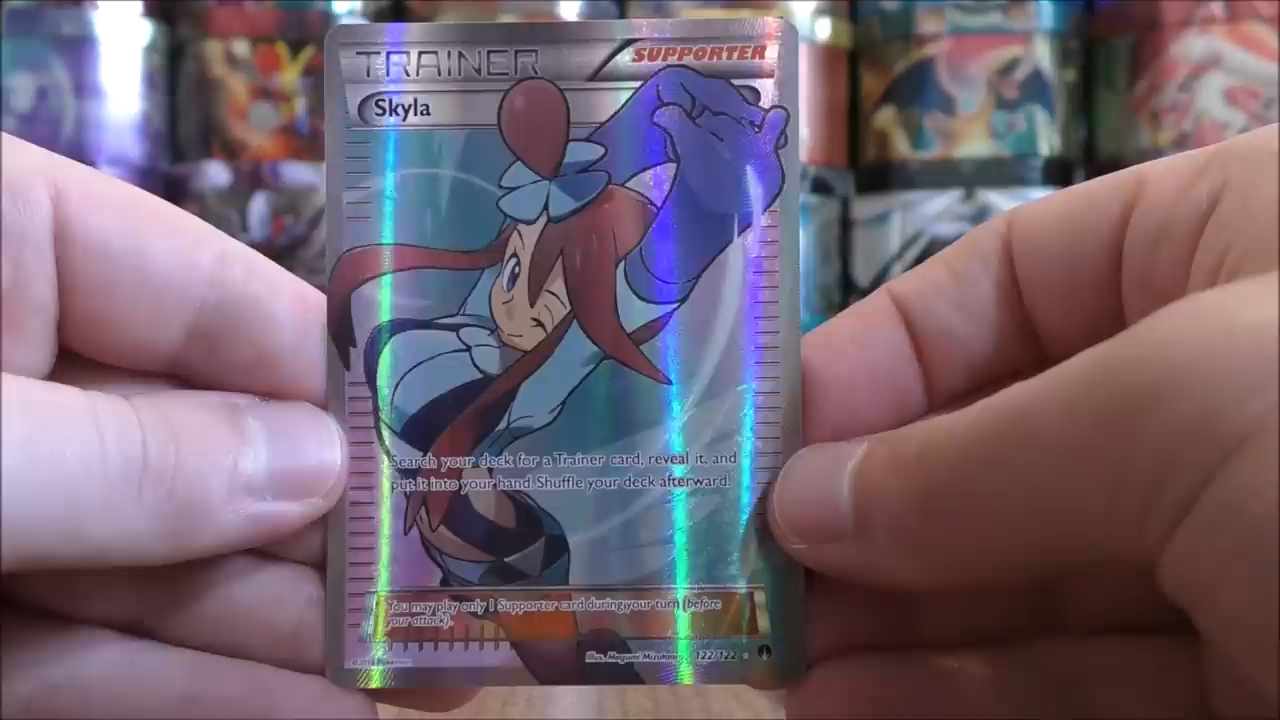 TRAINER
SUPPORTER
Skyla
Search your deck for a Trainer card, reveal it, and
put it into your hand. Shuffle your deck afterward.
You may play only 1 Supporter card during your turn (before
your attack).
Illus. Megumi Mizutani
122/122